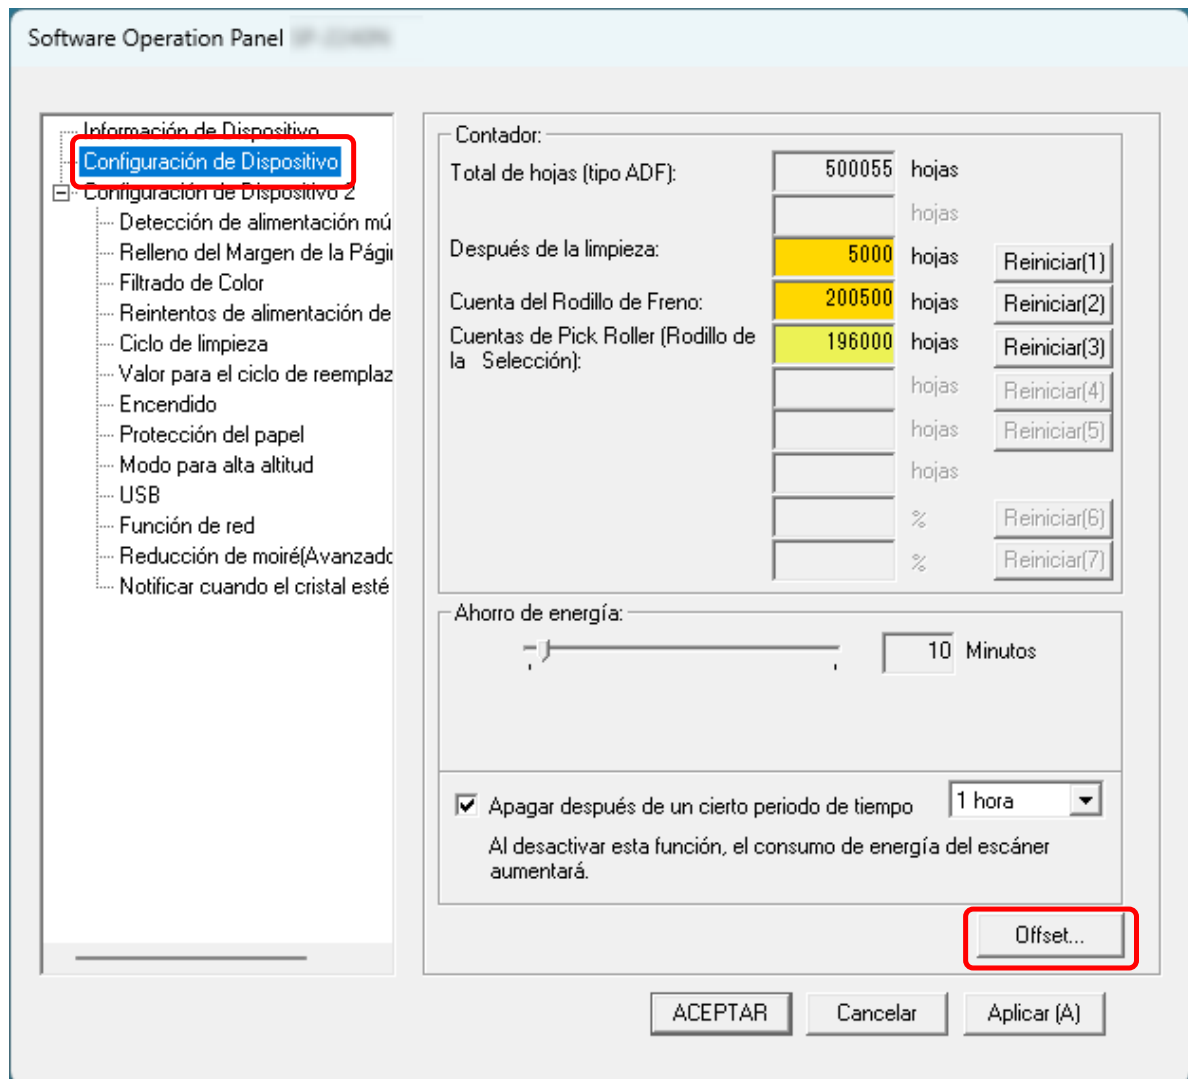 Software Operation Panel
Información de Dispositivo
Configuración de Dispositivo
Configuración de Dispositivo 2
Detección de alimentación mú
Relleno del Margen de la Págin
Filtrado de Color
Reintentos de alimentación de
Ciclo de limpieza
Valor para el ciclo de reemplaz
Encendido
Protección del papel
Modo para alta altitud
USB
Función de red
Reducción de moiré(Avanzado
Notificar cuando el cristal esté
Contador:
Total de hojas (tipo ADF): 500055 hojas
hojas
Después de la limpieza: 5000 hojas Reiniciar(1)
Cuenta del Rodillo de Freno: 200500 hojas Reiniciar(2)
Cuentas de Pick Roller (Rodillo de
la Selección): 196000 hojas Reiniciar(3)
hojas Reiniciar(4)
hojas Reiniciar(5)
hojas
% Reiniciar(6)
% Reiniciar(7)
Ahorro de energía:
10 Minutos
Apagar después de un cierto periodo de tiempo 1 hora
Al desactivar esta función, el consumo de energía del escáner
aumentará.
Offset...
ACEPTAR Cancelar Aplicar (A)